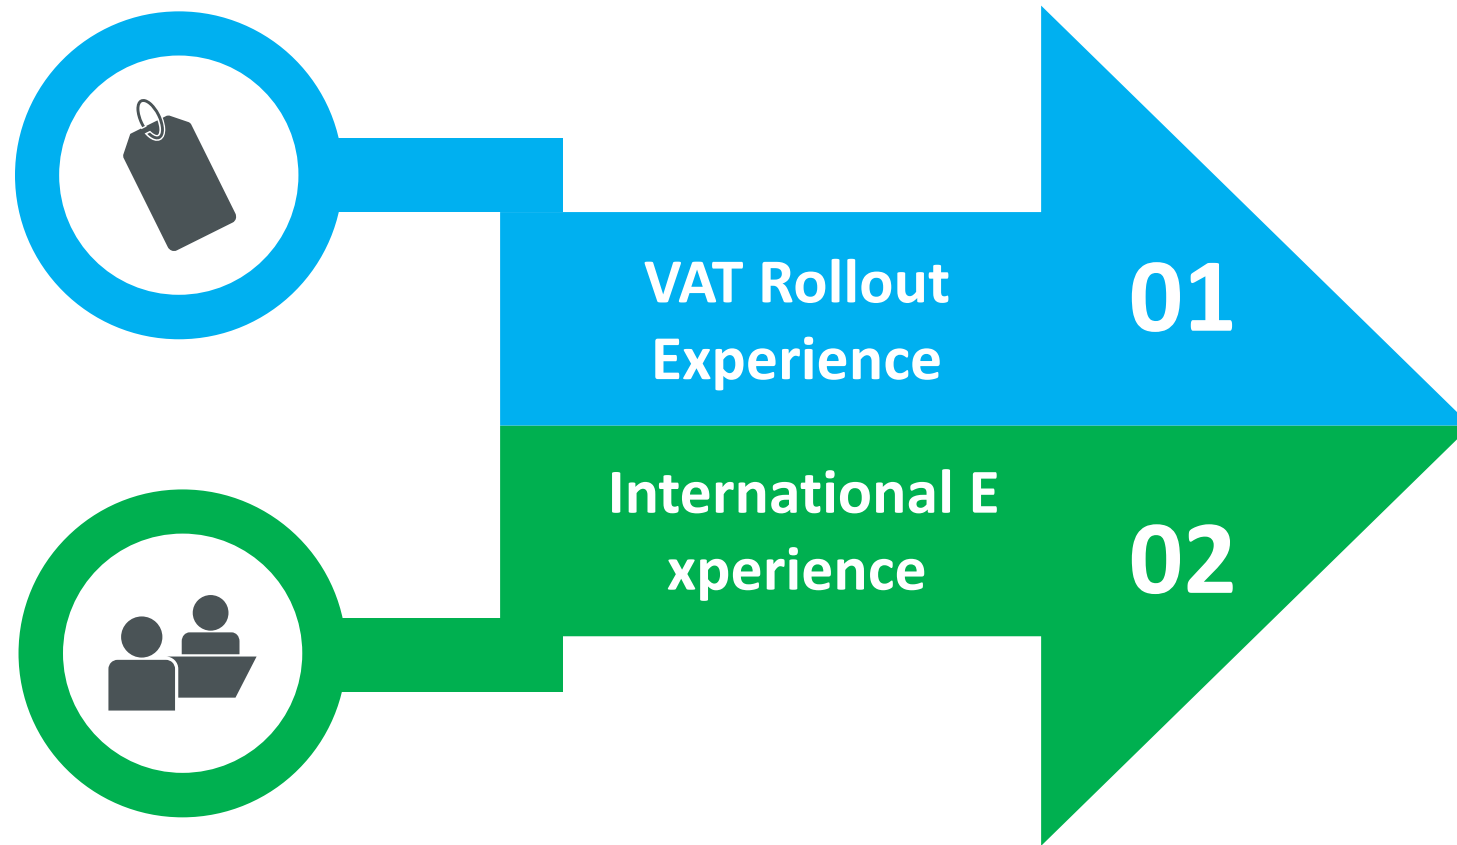 VAT Rollout
Experience
01
International E
xperience
02